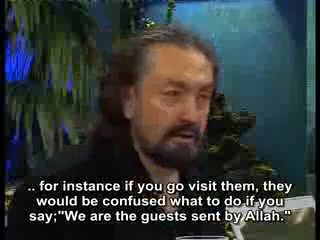 .. for instance if you go visit them, they
would be confused what to do if you
say;"We are the guests sent by Allah."